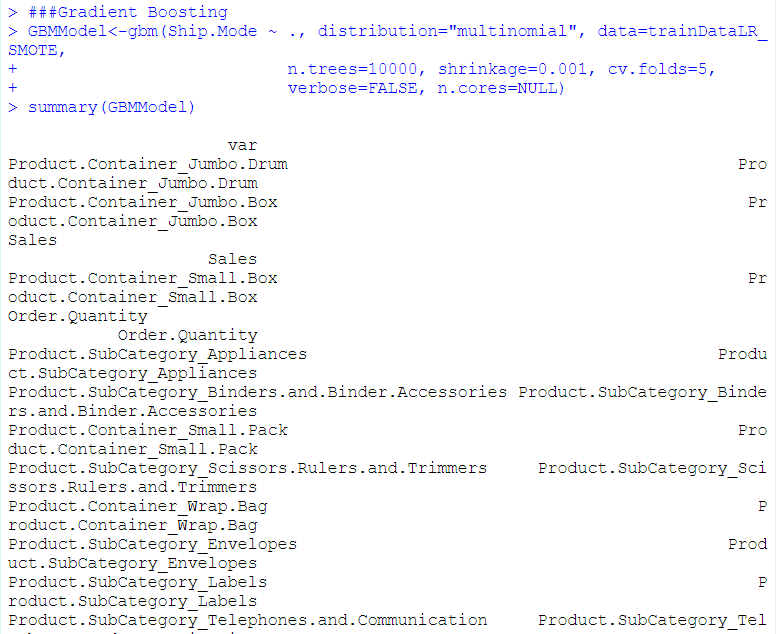 > ###Gradient Boosting
> GBMModel<-gbm(Ship.Mode ~ ., distribution="multinomial", data=trainDataLR_
SMOTE,
+                           n.trees=10000, shrinkage=0.001, cv.folds=5,
+                           verbose=FALSE, n.cores=NULL)
> summary(GBMModel)
var
Product.Container_Jumbo.Drum                                             Pro
duct.Container_Jumbo.Drum
Product.Container_Jumbo.Box                                               Pr
oduct.Container_Jumbo.Box
Sales
Sales
Product.Container_Small.Box                                               Pr
oduct.Container_Small.Box
Order.Quantity
Order.Quantity
Product.SubCategory_Appliances                                         Produ
ct.SubCategory_Appliances
Product.SubCategory_Binders.and.Binder.Accessories Product.SubCategory_Binde
rs.and.Binder.Accessories
Product.Container_Small.Pack                                             Pro
duct.Container_Small.Pack
Product.SubCategory_Scissors.Rulers.and.Trimmers     Product.SubCategory_Sci
ssors.Rulers.and.Trimmers
Product.Container_Wrap.Bag                                                 P
roduct.Container_Wrap.Bag
Product.SubCategory_Envelopes                                           Prod
uct.SubCategory_Envelopes
Product.SubCategory_Labels                                                 P
roduct.SubCategory_Labels
Product.SubCategory_Telephones.and.Communication     Product.SubCategory_Tel